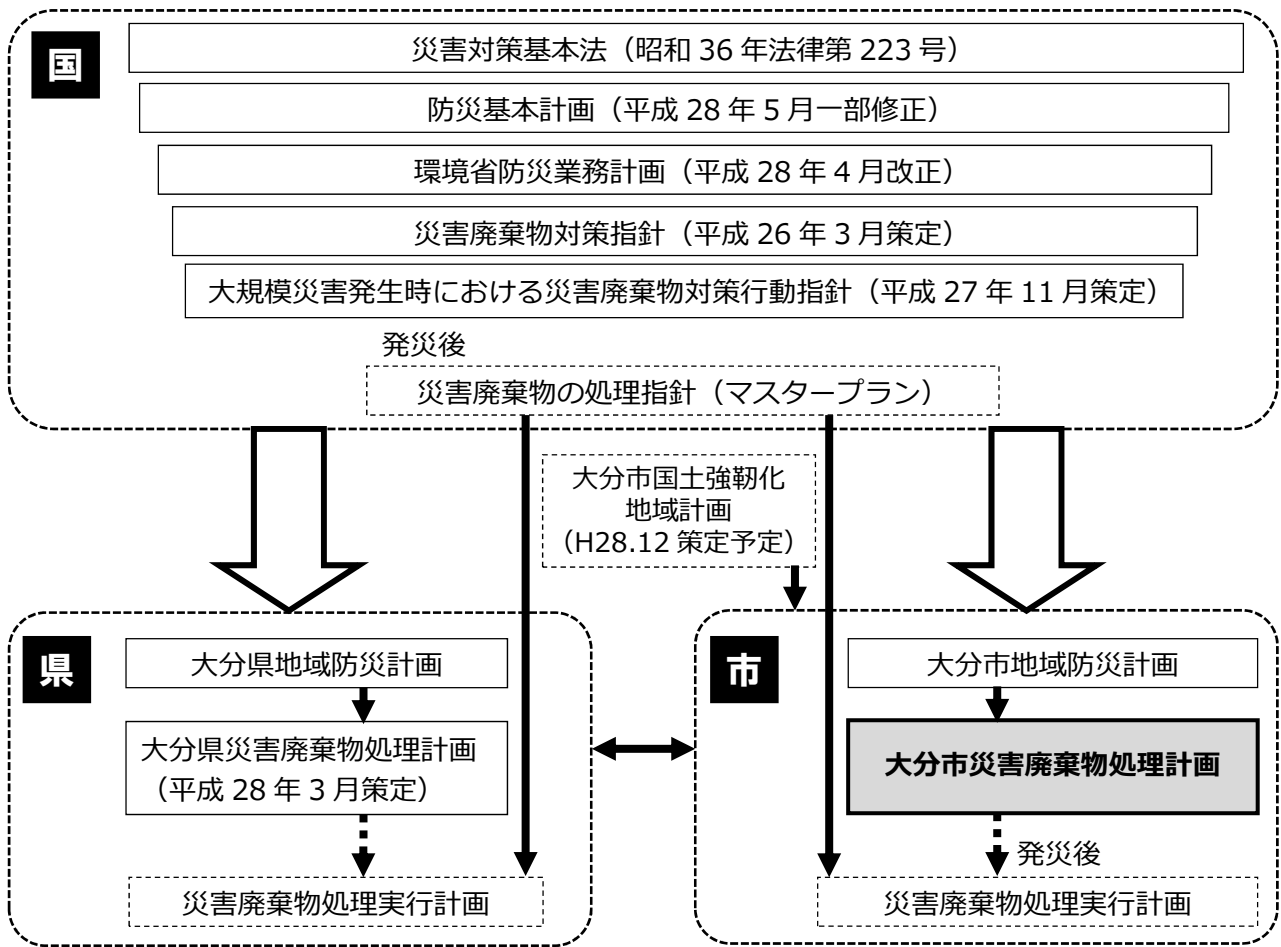 国
災害対策基本法（昭和 36 年法律第 223 号）
防災基本計画（平成 28 年 5 月一部修正）
環境省防災業務計画（平成 28 年 4 月改正）
災害廃棄物対策指針（平成 26 年 3 月策定）
大規模災害発生時における災害廃棄物対策行動指針（平成 27 年 11 月策定）
発災後
災害廃棄物の処理指針（マスタープラン）
大分市国土強靭化
地域計画
（H28.12 策定予定）
県
大分県地域防災計画
大分県災害廃棄物処理計画
（平成 28 年 3 月策定）
災害廃棄物処理実行計画
市
大分市地域防災計画
大分市災害廃棄物処理計画
発災後
災害廃棄物処理実行計画